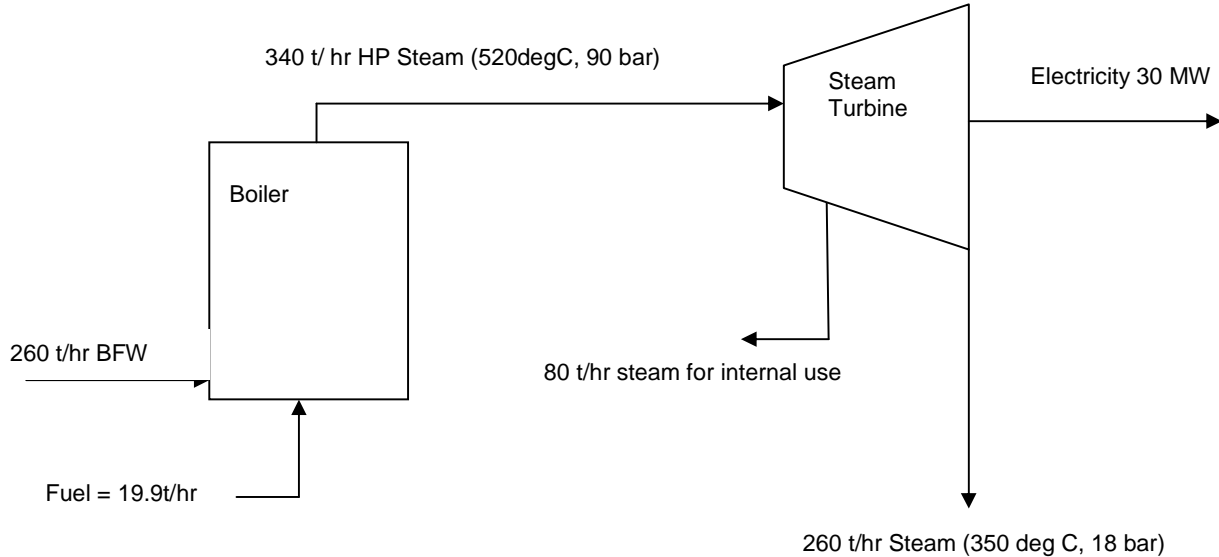 340 t/ hr HP Steam (520degC, 90 bar)
Steam
Turbine
Electricity 30 MW
Boiler
260 t/hr BFW
80 t/hr steam for internal use
Fuel = 19.9t/hr
260 t/hr Steam (350 deg C, 18 bar)